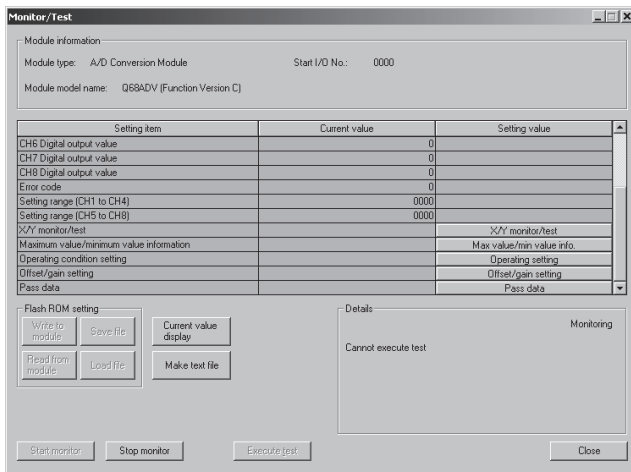 Monitor/Test
Module information
Module type: A/D Conversion Module Start I/O No.: 0000
Module model name: Q68ADV (Function Version C)
Setting item Current value Setting value
CH6 Digital output value 0
CH7 Digital output value 0
CH8 Digital output value 0
Error code 0
Setting range (CH1 to CH4) 0000
Setting range (CH5 to CH8) 0000
X/Y monitor/test X/Y monitor/test
Maximum value/minimum value information Max value/min value info.
Operating condition setting Operating setting
Offset/gain setting Offset/gain setting
Pass data Pass data
Flash ROM setting
Write to module
Save file
Current value display
Read from module
Load file
Make text file
Details
Monitoring
Cannot execute test
Start monitor Stop monitor Execute test Close